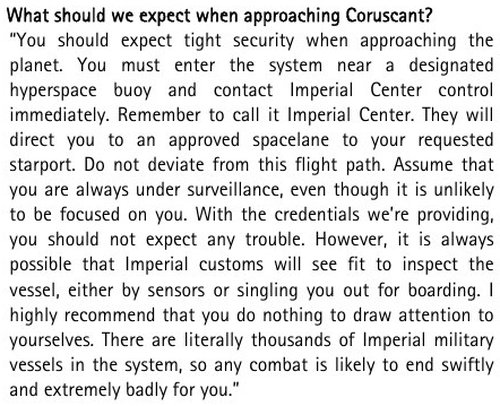 What should we expect when approaching Coruscant?
"You should expect tight security when approaching the
planet. You must enter the system near a designated
hyperspace buoy and contact Imperial Center control
immediately. Remember to call it Imperial Center. They will
direct you to an approved spacelane to your requested
starport. Do not deviate from this flight path. Assume that
you are always under surveillance, even though it is unlikely
to be focused on you. With the credentials we're providing,
you should not expect any trouble. However, it is always
possible that Imperial customs will see fit to inspect the
vessel, either by sensors or singling you out for boarding. I
highly recommend that you do nothing to draw attention to
yourselves. There are literally thousands of Imperial military
vessels in the system, so any combat is likely to end swiftly
and extremely badly for you."